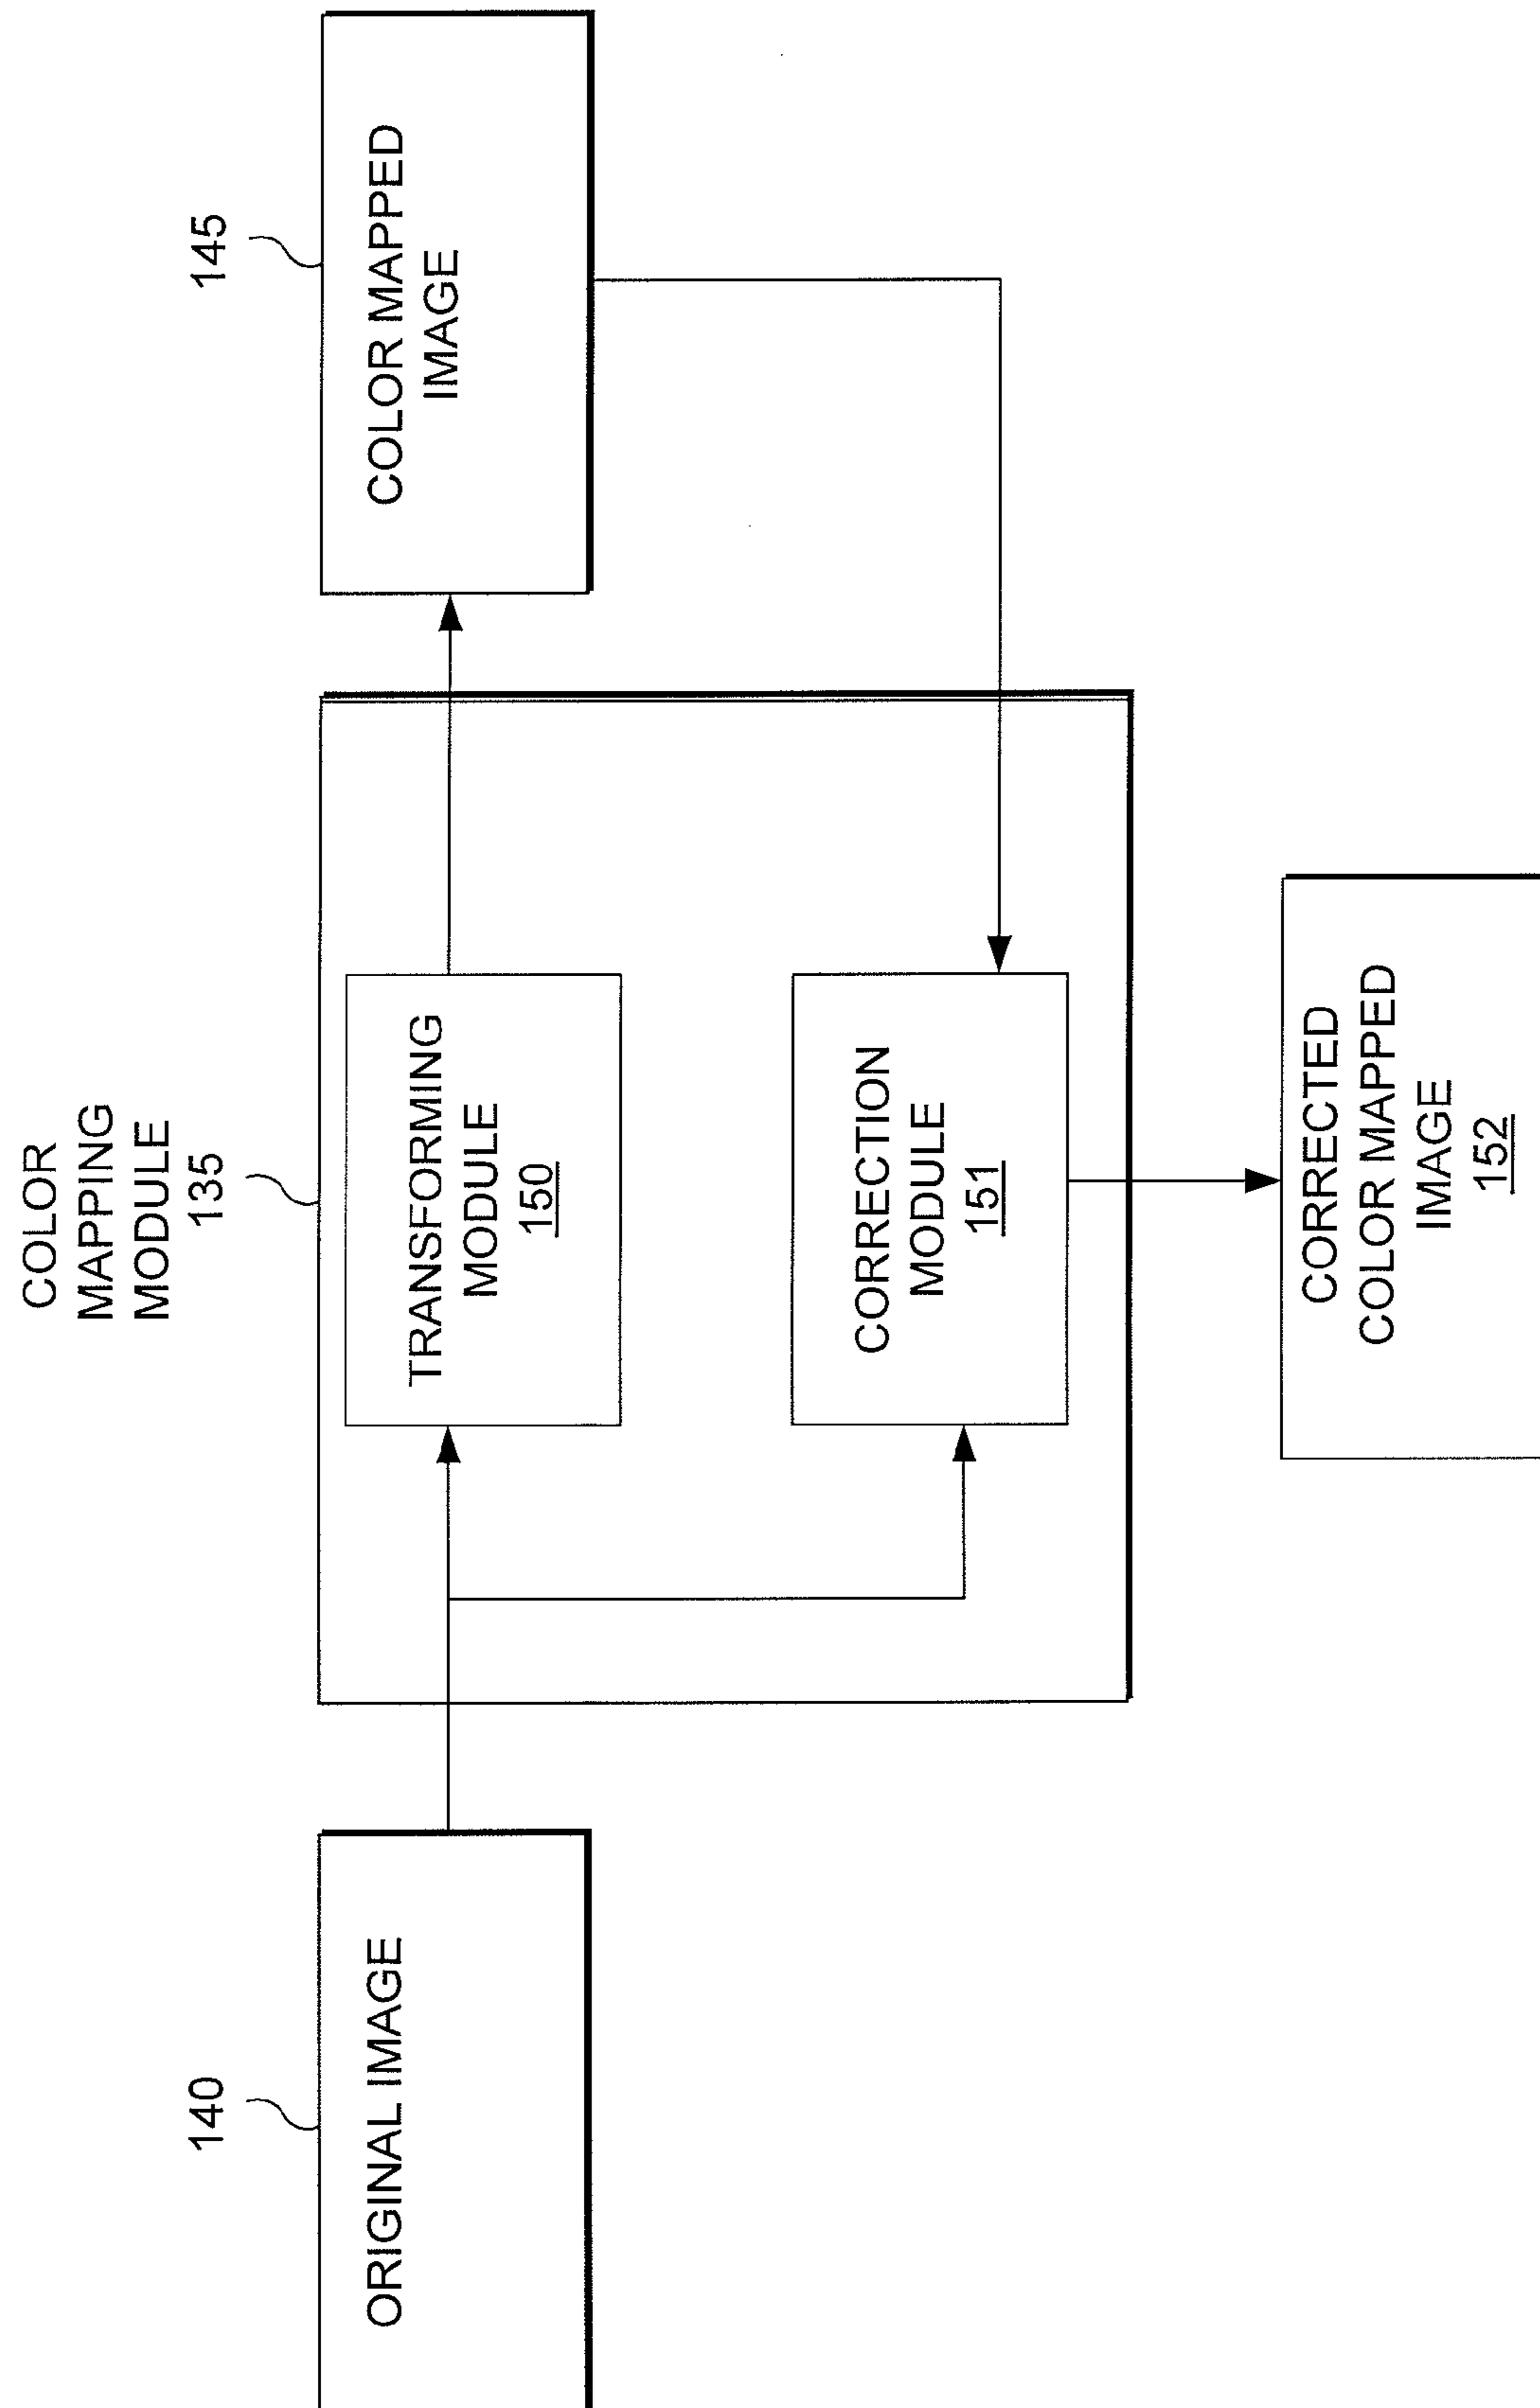 COLOR
MAPPING
MODULE
135
140
145
ORIGINAL IMAGE
TRANSFORMING
MODULE
150
COLOR MAPPED
IMAGE
CORRECTION
MODULE
151
CORRECTED
COLOR MAPPED
IMAGE
152